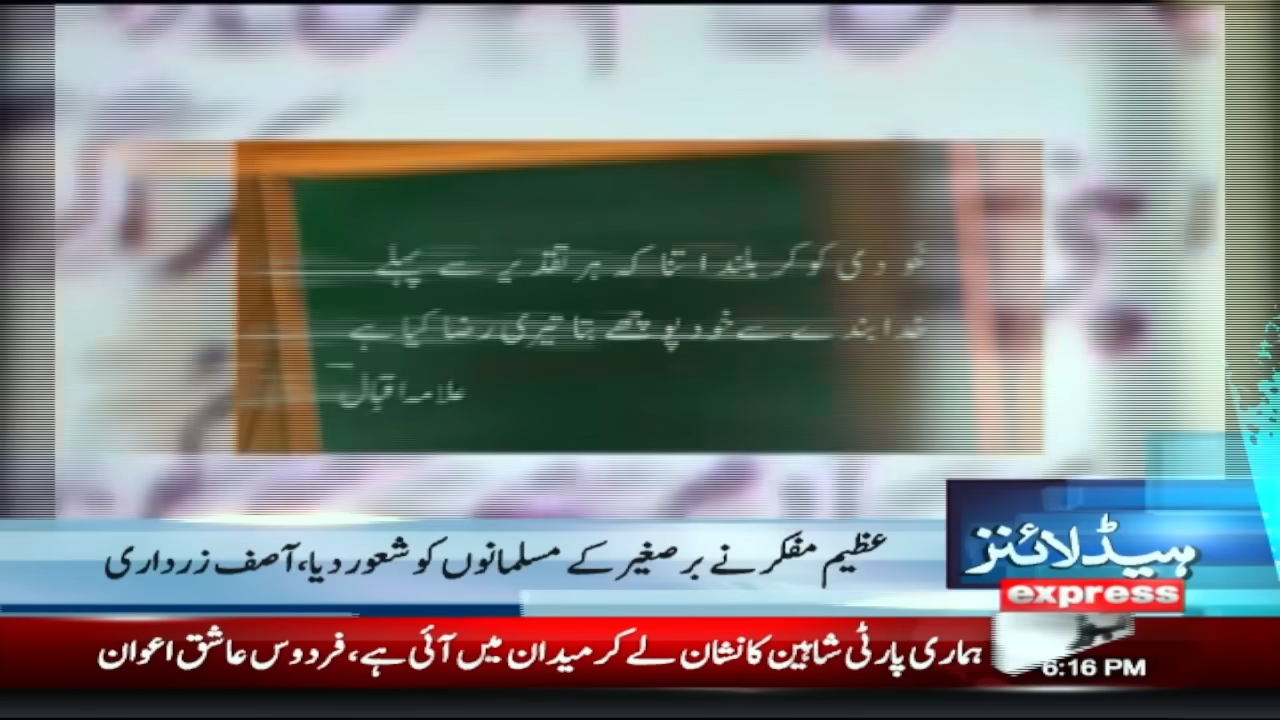 خودی کو کر بلند اتنا کہ ہر تقدیر سے پہلے
خدا بندے سے خود پوچھے بتا تیری رضا کیا ہے
علامہ اقبال
ہیڈلائنز
عظیم مفکر نے برصغیر کے مسلمانوں کو شعور دیا، آصف زرداری
express
ہماری پارٹی شاہین کا نشان لے کر میدان میں آئی ہے، فردوس عاشق اعوان
6:16 PM